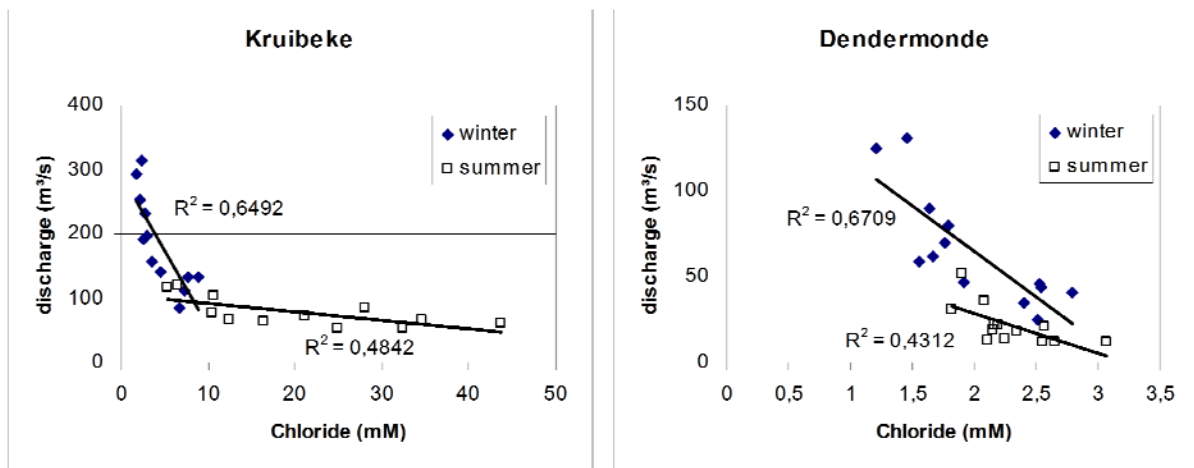 Kruibeke
400
300
200
100
0
discharge (m³/s)
winter
summer
R² = 0,6492
R² = 0,4842
0 10 20 30 40 50
Chloride (mM)
Dendermonde
150
100
50
0
discharge (m³/s)
winter
summer
R² = 0,6709
R² = 0,4312
0 0,5 1 1,5 2 2,5 3 3,5
Chloride (mM)